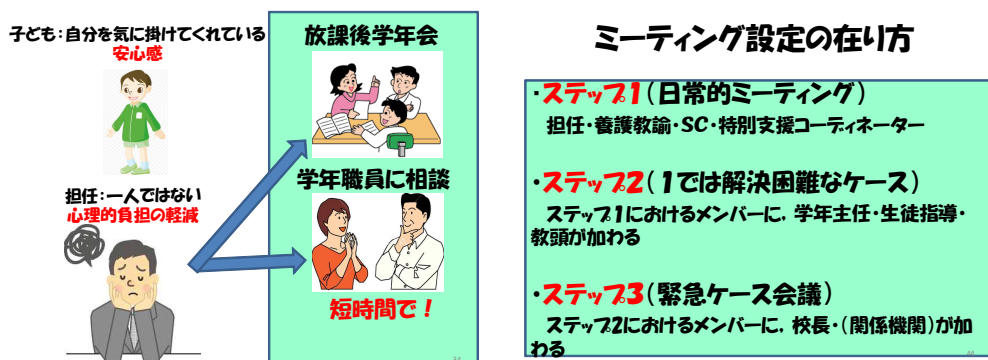 子ども:自分を気に掛けてくれている
安心感
担任:一人ではない
心理的負担の軽減
放課後学年会
学年職員に相談
短時間で！
34
ミーティング設定の在り方
・ステップ1(日常的ミーティング)
担任・養護教諭・SC・特別支援コーディネーター
・ステップ2(1では解決困難なケース)
ステップ1におけるメンバーに，学年主任・生徒指導・
教頭が加わる
・ステップ3(緊急ケース会議)
ステップ2におけるメンバーに，校長・(関係機関)が加
わる